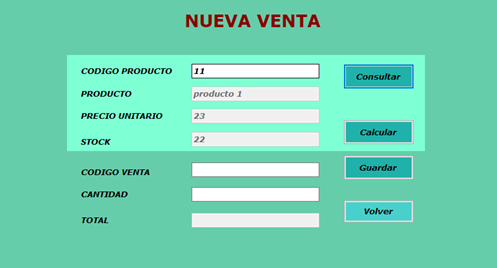 NUEVA VENTA
CODIGO PRODUCTO 11 Consultar
PRODUCTO producto 1
PRECIO UNITARIO 23
STOCK 22 Calcular
CODIGO VENTA Guardar
CANTIDAD
TOTAL Volver